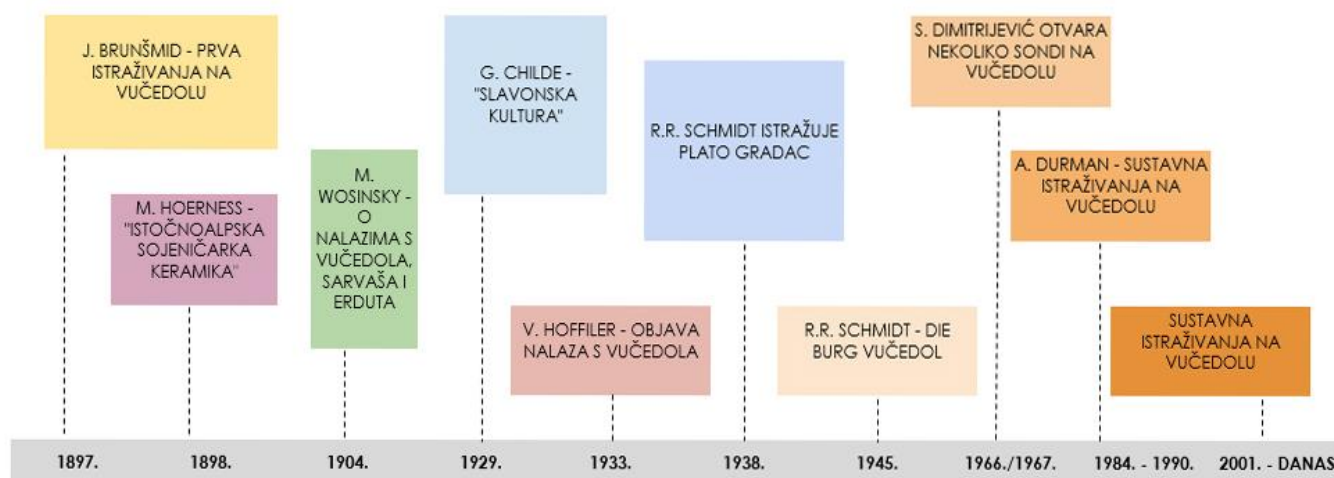 J. BRUNŠMID - PRVA
ISTRAŽIVANJA NA
VUČEDOLU
M. HOERNESS -
"ISTOČNOALPSKA
SOJENIČARKA
KERAMIKA"
M.
WOSINSKY -
O
NALAZIMA S
VUČEDOLA,
SARVAŠA I
ERDUTA
G. CHILDE -
"SLAVONSKA
KULTURA"
V. HOFFILER - OBJAVA
NALAZA S VUČEDOLA
R.R. SCHMIDT ISTRAŽUJE
PLATO GRADAC
R.R. SCHMIDT - DIE
BURG VUČEDOL
S. DIMITRIJEVIĆ OTVARA
NEKOLIKO SONDI NA
VUČEDOLU
A. DURMAN - SUSTAVNA
ISTRAŽIVANJA NA
VUČEDOLU
SUSTAVNA
ISTRAŽIVANJA NA
VUČEDOLU
1897. 1898. 1904. 1929. 1933. 1938. 1945. 1966./1967. 1984. - 1990. 2001. - DANAS